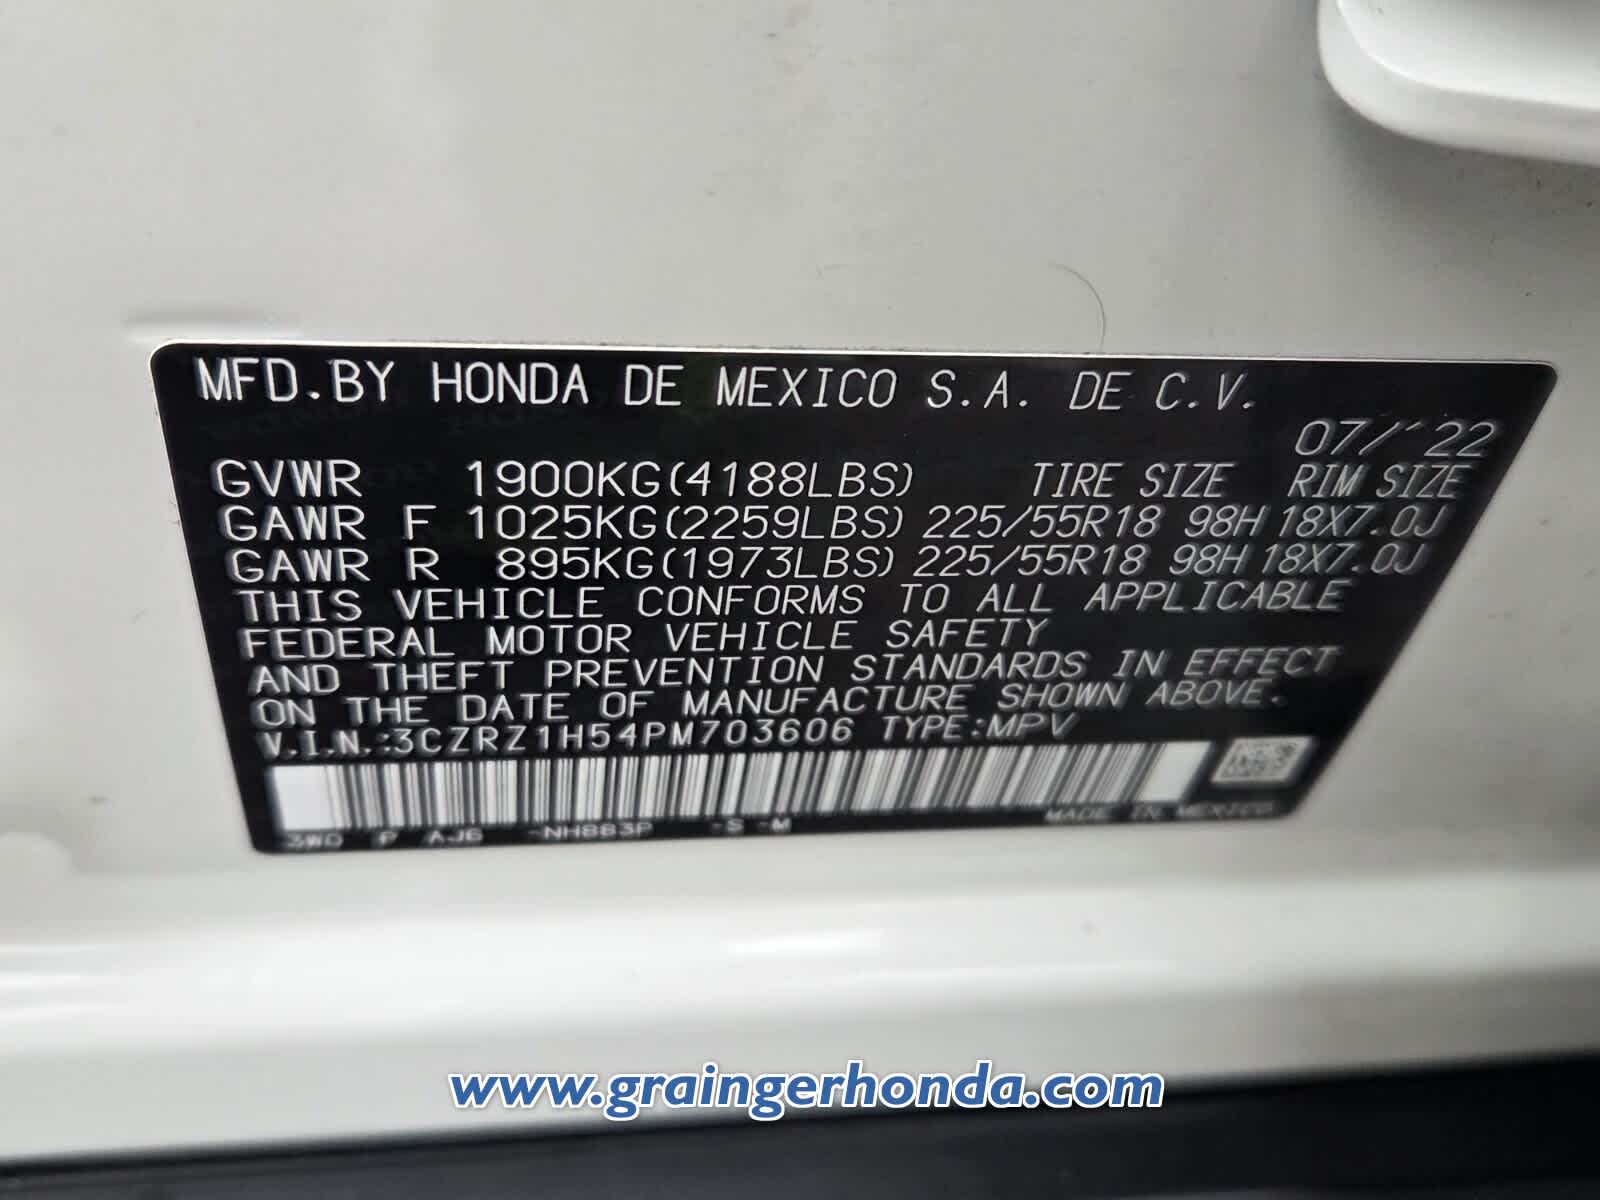 MFD.BY HONDA DE MEXICO S.A. DE C.V.
07/'22
GVWR 1900KG(4188LBS) TIRE SIZE RIM SIZE
GAWR F 1025KG(2259LBS) 225/55R18 98H 18X7.0J
GAWR R 895KG(1973LBS) 225/55R18 98H 18X7.0J
THIS VEHICLE CONFORMS TO ALL APPLICABLE
FEDERAL MOTOR VEHICLE SAFETY
AND THEFT PREVENTION STANDARDS IN EFFECT
ON THE DATE OF MANUFACTURE SHOWN ABOVE.
V.I.N.:3CZRZ1H54PM703606 TYPE:MPV
3W0 P AJ6 -NH883P -S -M MADE IN MEXICO
www.graingerhonda.com